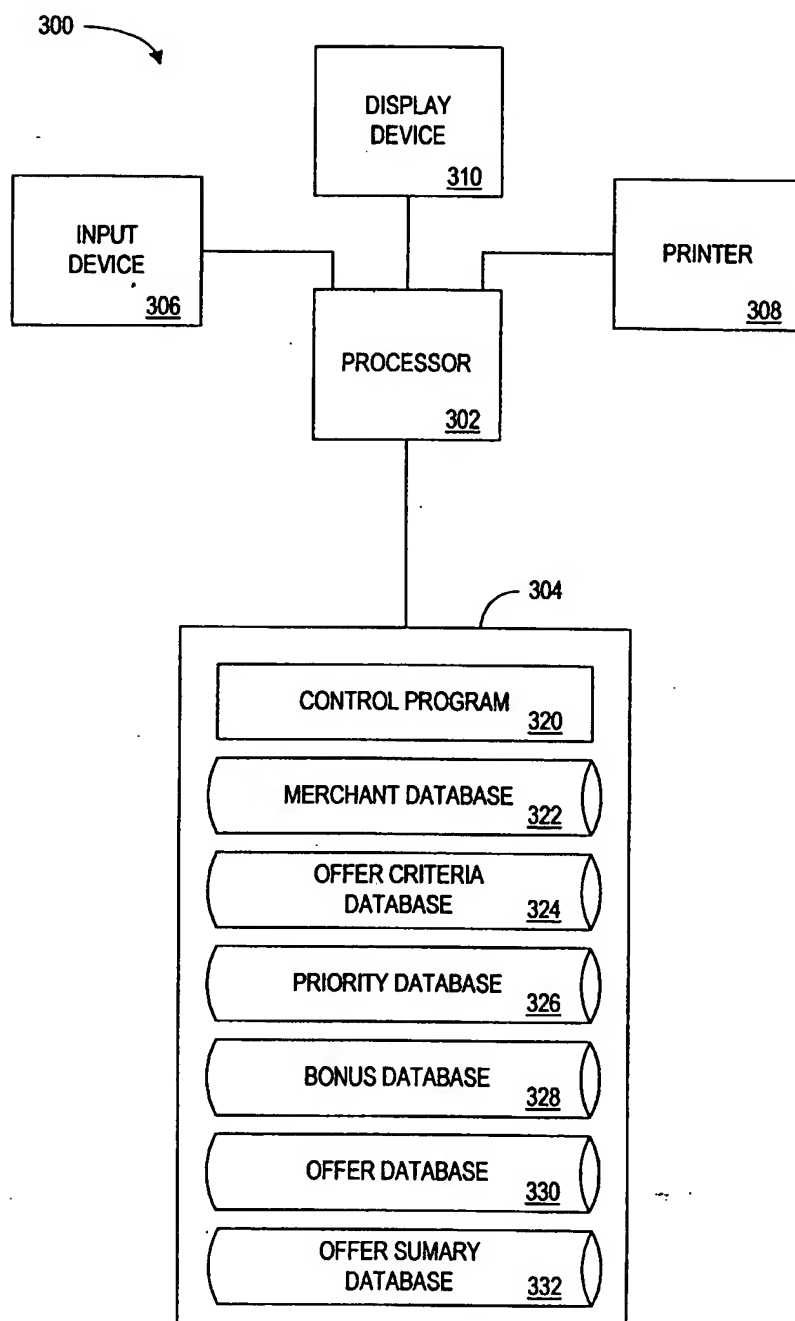 300
DISPLAY
DEVICE
310
INPUT
DEVICE
306
PRINTER
308
PROCESSOR
302
304
CONTROL PROGRAM
320
MERCHANT DATABASE
322
OFFER CRITERIA
DATABASE
324
PRIORITY DATABASE
326
BONUS DATABASE
328
OFFER DATABASE
330
OFFER SUMARY
DATABASE
332